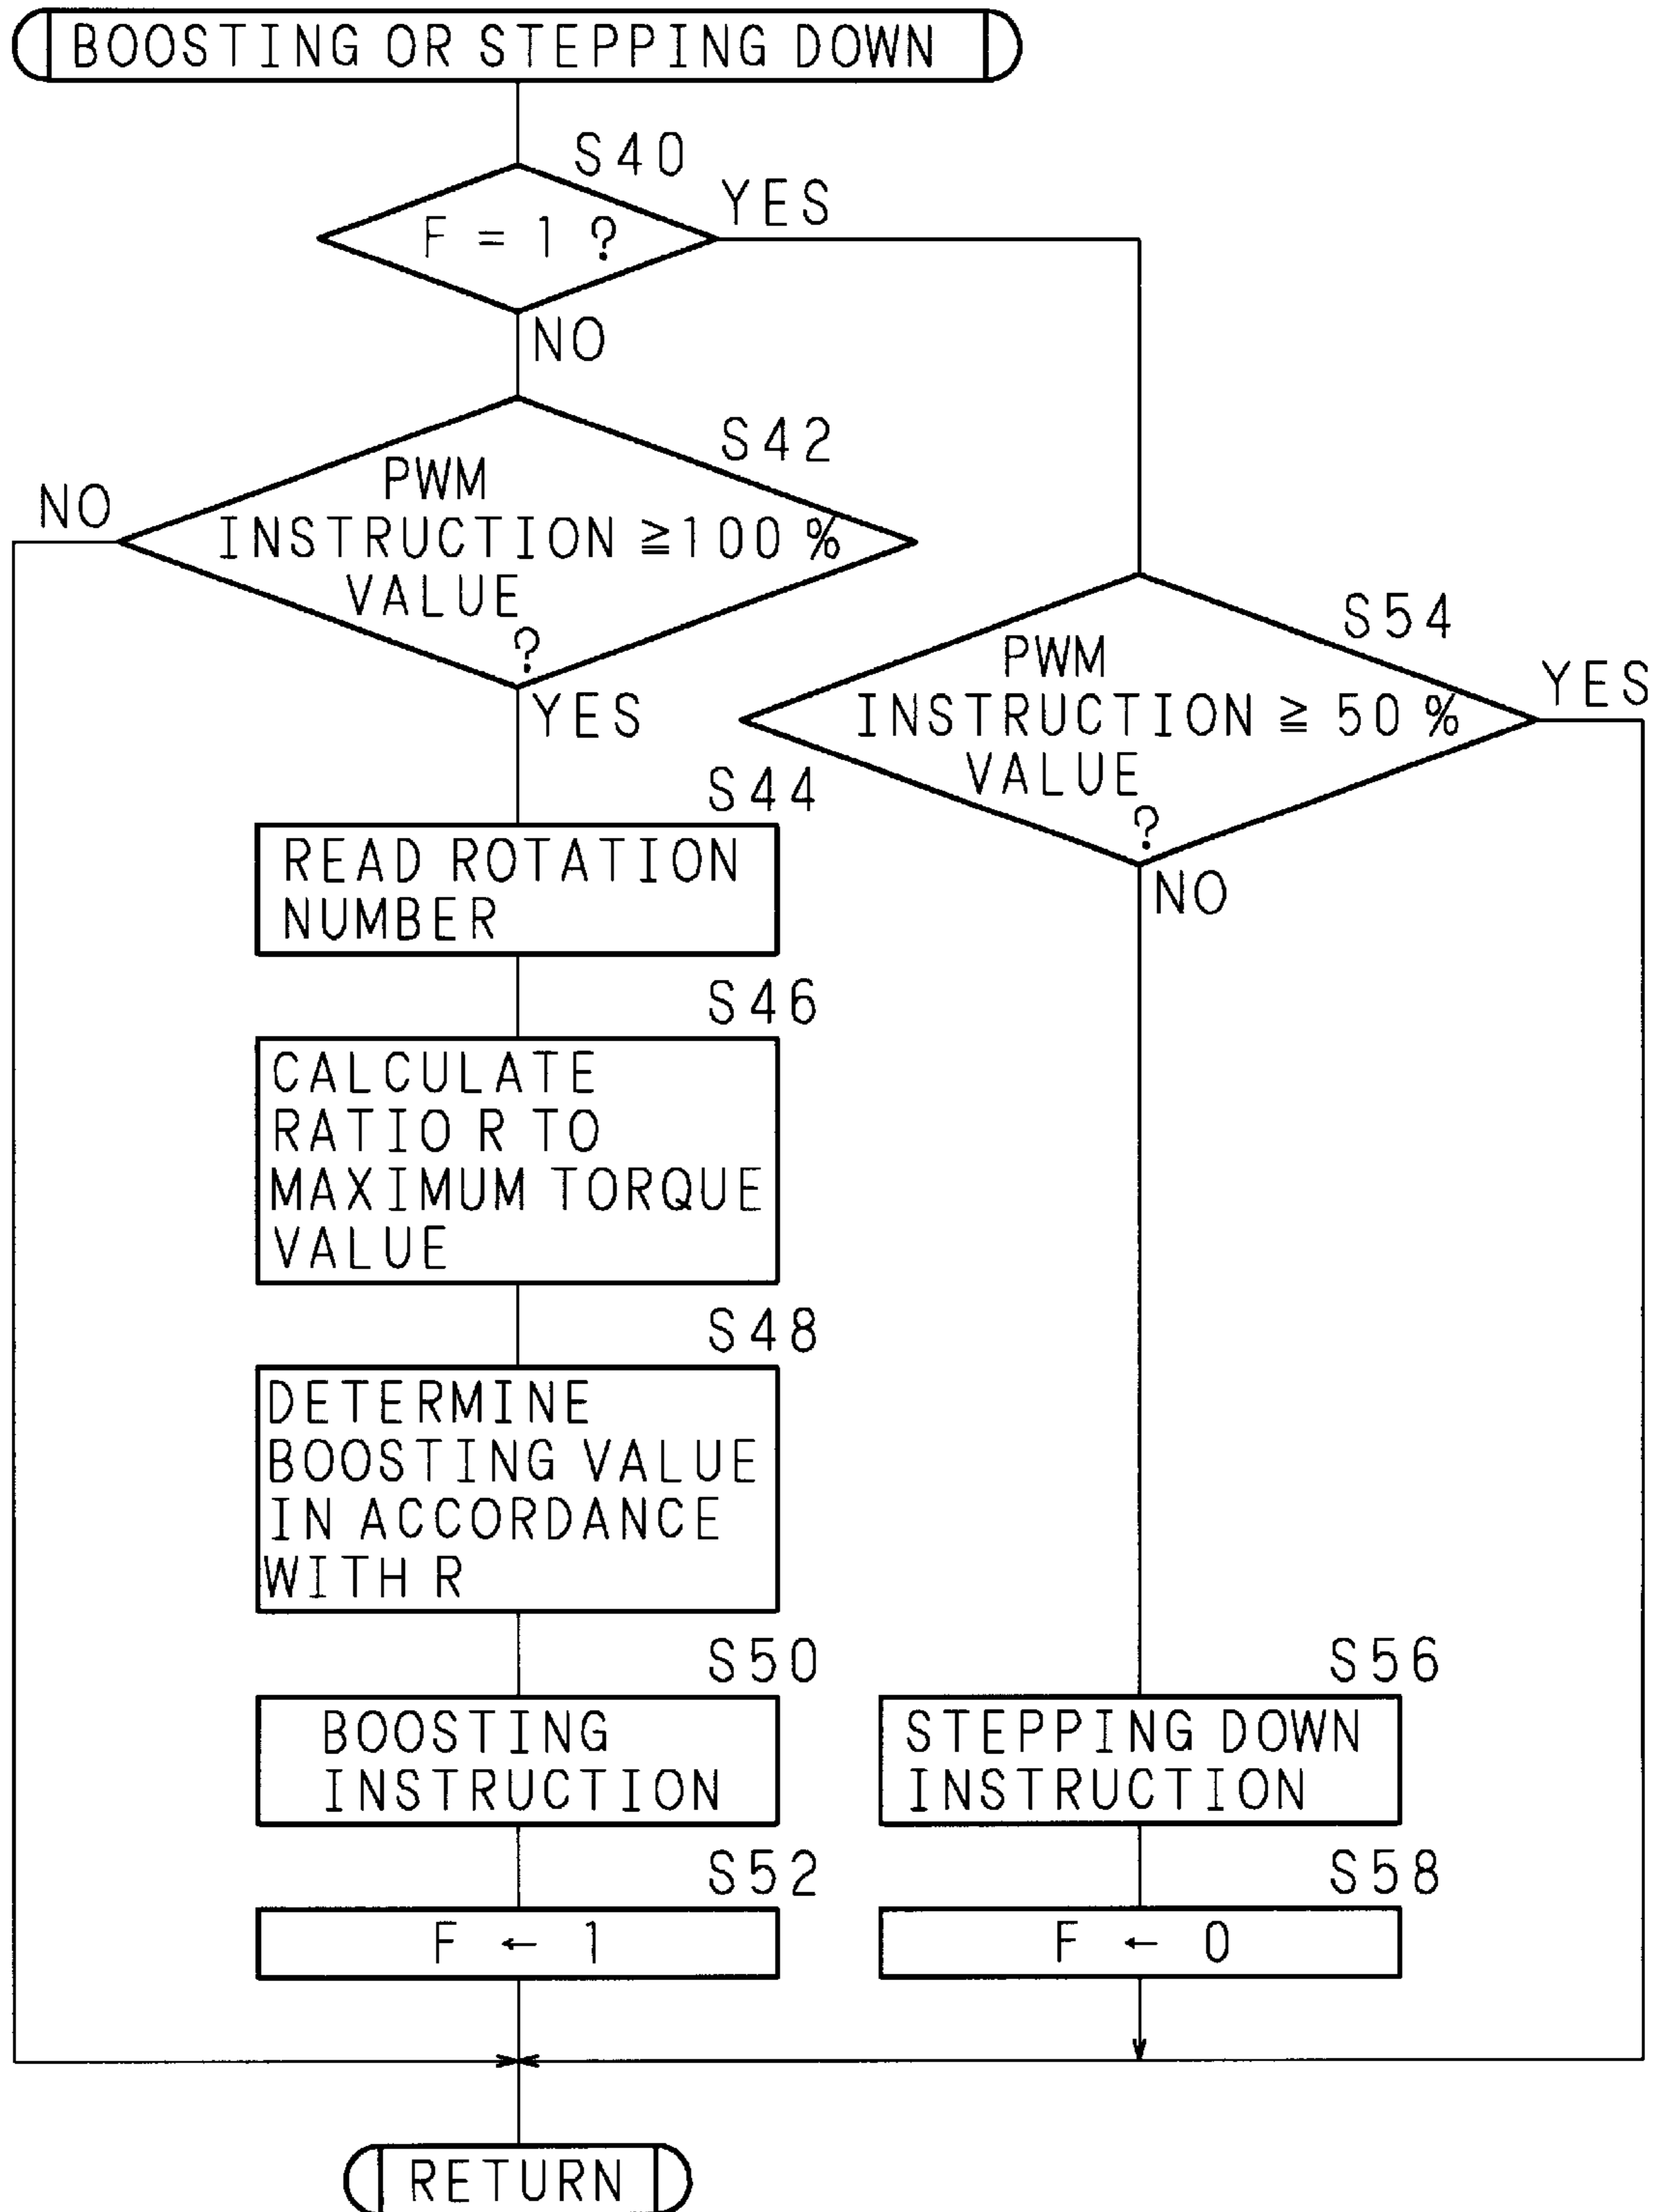 BOOSTING OR STEPPING DOWN
S40
F = 1 ?
YES
NO
S42
PWM
INSTRUCTION ≧100 %
VALUE
?
NO
YES
S44
READ ROTATION
NUMBER
S46
CALCULATE
RATIO R TO
MAXIMUM TORQUE
VALUE
S48
DETERMINE
BOOSTING VALUE
IN ACCORDANCE
WITH R
S50
BOOSTING
INSTRUCTION
S52
F ← 1
S54
PWM
INSTRUCTION ≧ 50 %
VALUE
?
YES
NO
S56
STEPPING DOWN
INSTRUCTION
S58
F ← 0
RETURN